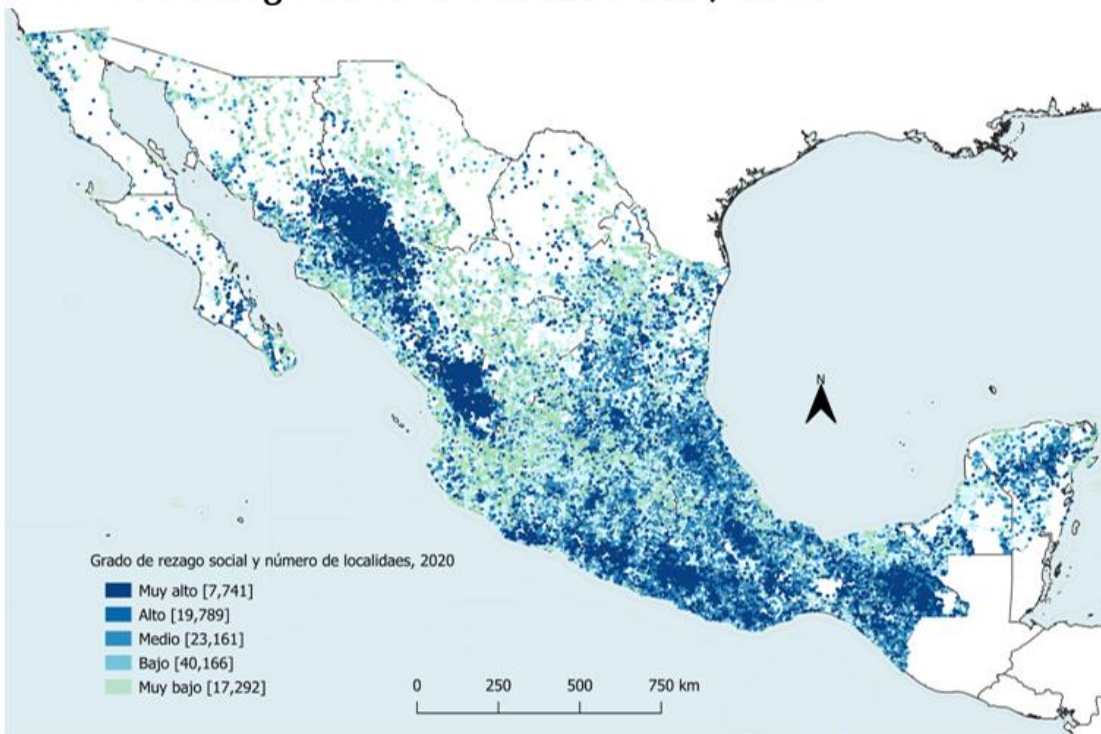 N
Grado de rezago social y número de localidaes, 2020
Muy alto [7,741]
Alto [19,789]
Medio [23,161]
Bajo [40,166]
Muy bajo [17,292]
0 250 500 750 km